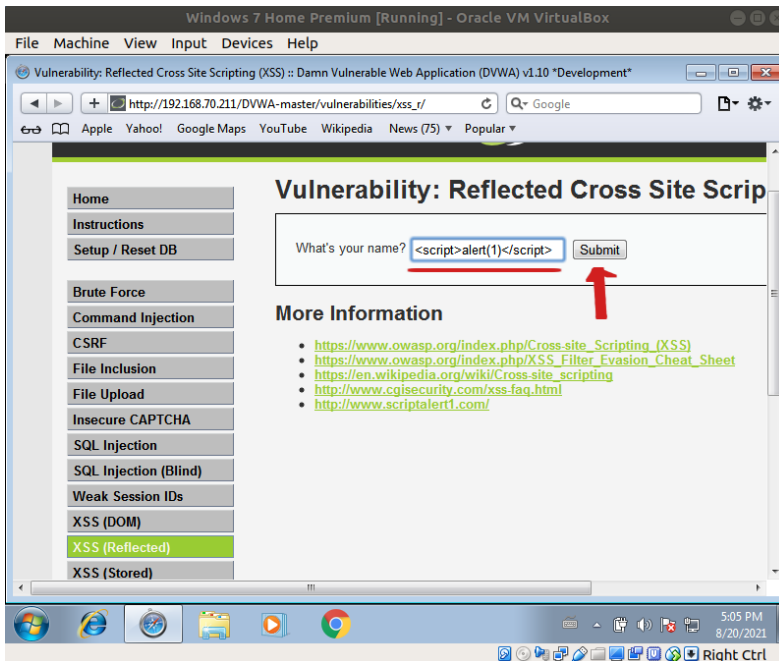 Windows 7 Home Premium [Running] - Oracle VM VirtualBox
File Machine View Input Devices Help
Vulnerability: Reflected Cross Site Scripting (XSS) :: Damn Vulnerable Web Application (DVWA) v1.10 *Development*
http://192.168.70.211/DVWA-master/vulnerabilities/xss_r/
Google
Apple Yahoo! Google Maps YouTube Wikipedia News (75) Popular
Home
Instructions
Setup / Reset DB
Brute Force
Command Injection
CSRF
File Inclusion
File Upload
Insecure CAPTCHA
SQL Injection
SQL Injection (Blind)
Weak Session IDs
XSS (DOM)
XSS (Reflected)
XSS (Stored)
Vulnerability: Reflected Cross Site Scrip
What's your name? <script>alert(1)</script> Submit
More Information
https://www.owasp.org/index.php/Cross-site_Scripting_(XSS)
https://www.owasp.org/index.php/XSS_Filter_Evasion_Cheat_Sheet
https://en.wikipedia.org/wiki/Cross-site_scripting
http://www.cgisecurity.com/xss-faq.html
http://www.scriptalert1.com/
5:05 PM
8/20/2021
Right Ctrl